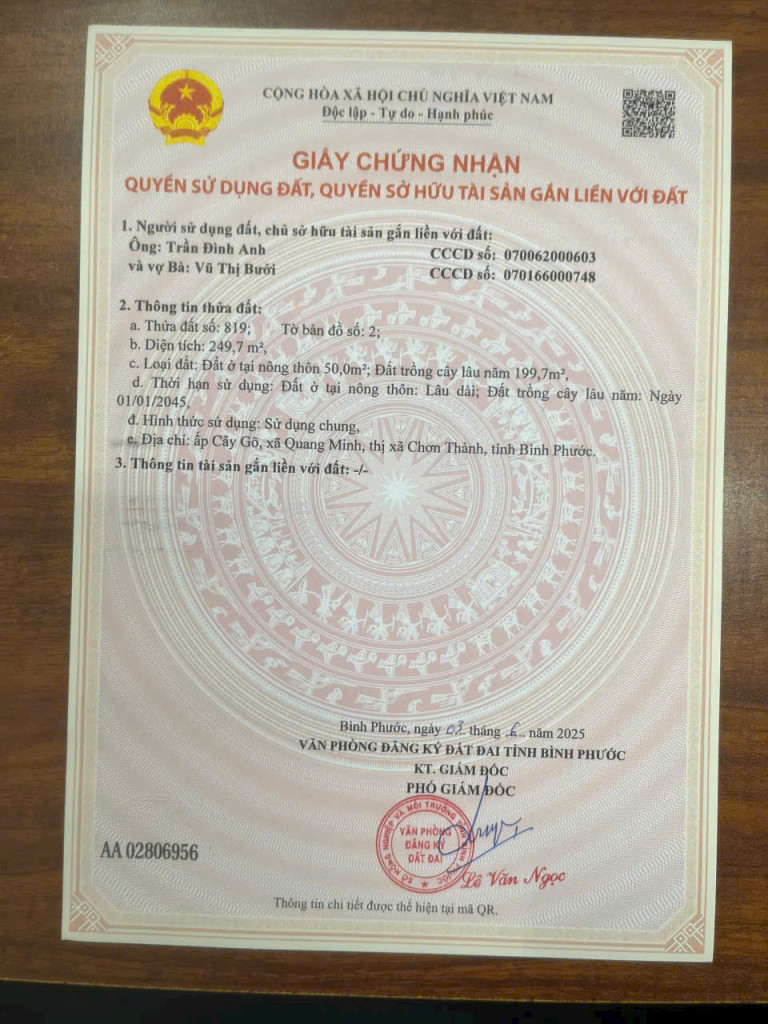 CỘNG HÒA XÃ HỘI CHỦ NGHĨA VIỆT NAM
Độc lập - Tự do - Hạnh phúc
GIẤY CHỨNG NHẬN
QUYỀN SỬ DỤNG ĐẤT, QUYỀN SỞ HỮU TÀI SẢN GẮN LIỀN VỚI ĐẤT
1. Người sử dụng đất, chủ sở hữu tài sản gắn liền với đất:
Ông: Trần Đình Anh CCCD số: 070062000603
và vợ Bà: Vũ Thị Bưởi CCCD số: 070166000748
2. Thông tin thửa đất:
a. Thửa đất số: 819; Tờ bản đồ số: 2;
b. Diện tích: 249,7 m²,
c. Loại đất: Đất ở tại nông thôn 50,0m²; Đất trồng cây lâu năm 199,7m²,
d. Thời hạn sử dụng: Đất ở tại nông thôn: Lâu dài; Đất trồng cây lâu năm: Ngày
01/01/2045,
đ. Hình thức sử dụng: Sử dụng chung,
e. Địa chỉ: ấp Cây Gõ, xã Quang Minh, thị xã Chơn Thành, tỉnh Bình Phước.
3. Thông tin tài sản gắn liền với đất: -/-
Bình Phước, ngày 03. tháng .6.. năm 2025
VĂN PHÒNG ĐĂNG KÝ ĐẤT ĐAI TỈNH BÌNH PHƯỚC
KT. GIÁM ĐỐC
PHÓ GIÁM ĐỐC
SỞ NÔNG NGHIỆP VÀ MÔI TRƯỜNG TỈNH BÌNH PHƯỚC
VĂN PHÒNG
ĐĂNG KÝ
ĐẤT ĐAI
Lê Văn Ngọc
AA 02806956
Thông tin chi tiết được thể hiện tại mã QR.